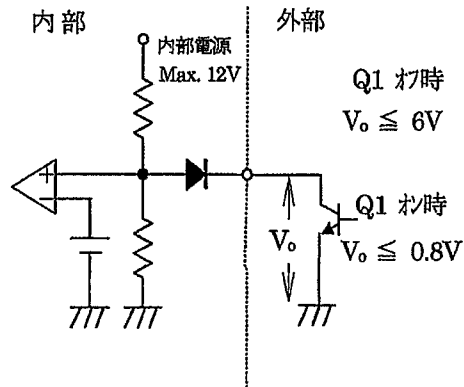 内部
外部
内部電源
Max. 12V
Q1 オフ時
Vo ≦ 6V
+
−
Q1 オン時
Vo
Vo ≦ 0.8V